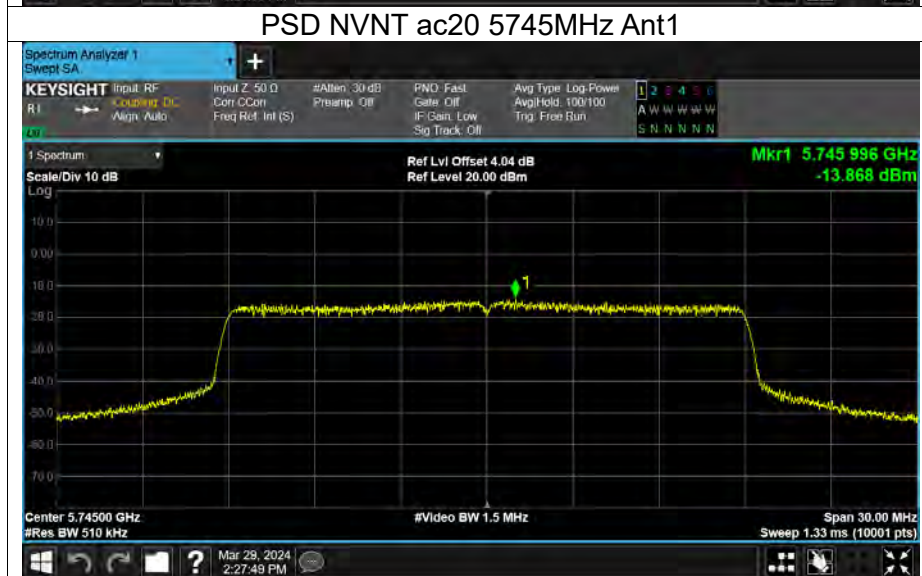 PSD NVNT ac20 5745MHz Ant1
Spectrum Analyzer 1
Swept SA
+
KEYSIGHT Input: RF Input Z: 50 Ω #Atten: 30 dB PNO: Fast Avg Type: Log-Power 1 2 3 4 5 6
Coupling: DC Corr CCorr Preamp: Off Gate: Off Avg|Hold: 100/100 A W W W W W
Align: Auto Freq Ref: Int (S) IF Gain: Low Trig: Free Run
Sig Track: Off S N N N N N
1 Spectrum Ref Lvl Offset 4.04 dB Mkr1 5.745 996 GHz
Scale/Div 10 dB Ref Level 20.00 dBm -13.868 dBm
Log
10.0
0.00
1
-10.0
-20.0
-30.0
-40.0
-50.0
-60.0
-70.0
Center 5.74500 GHz #Video BW 1.5 MHz Span 30.00 MHz
#Res BW 510 kHz Sweep 1.33 ms (10001 pts)
? Mar 29, 2024
2:27:49 PM